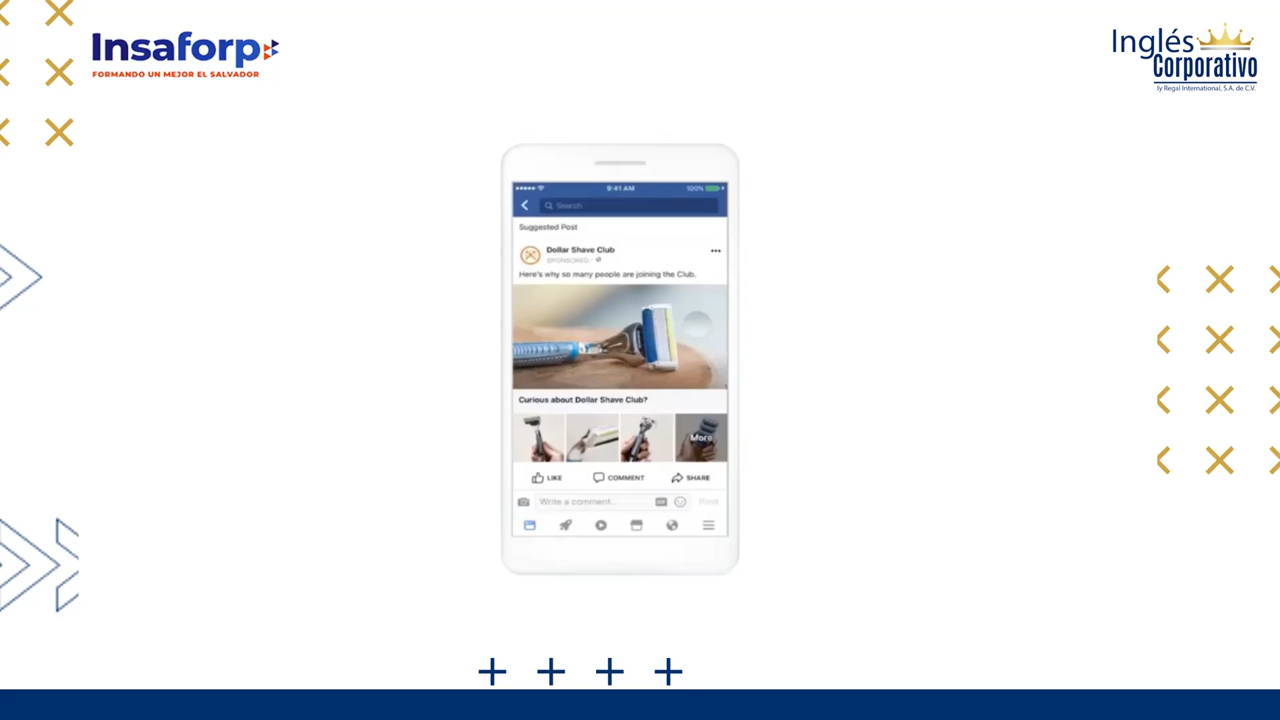 Insaforp
FORMANDO UN MEJOR EL SALVADOR
Inglés
Corporativo
by Regal International, S.A. de C.V.
9:41 AM
100%
Search
Suggested Post
Dollar Shave Club
SPONSORED
Here's why so many people are joining the Club.
Curious about Dollar Shave Club?
More
LIKE
COMMENT
SHARE
Write a comment...
GIF
Post